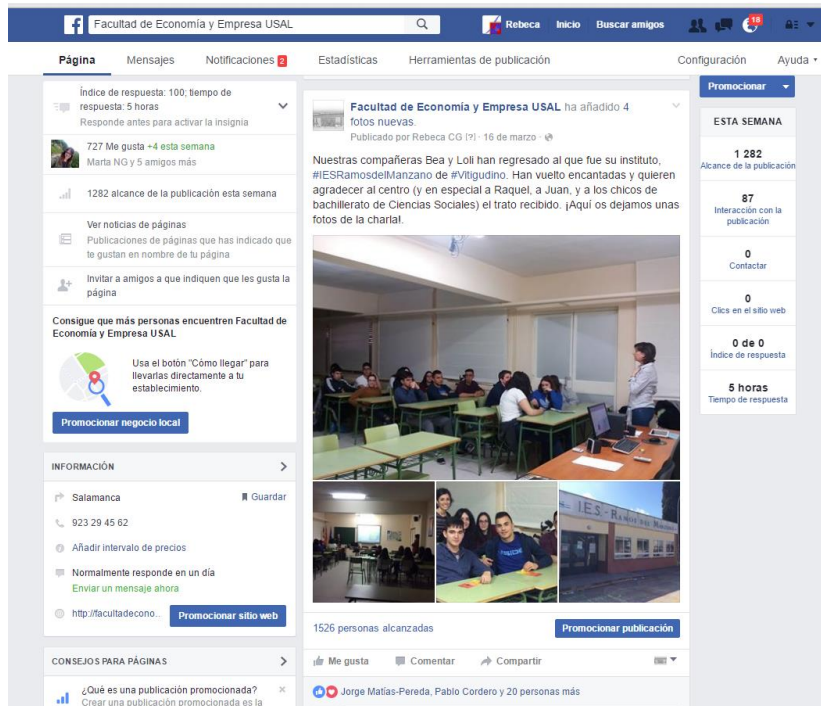 Facultad de Economía y Empresa USAL
Rebeca
Inicio
Buscar amigos
18
Página
Mensajes
Notificaciones 2
Estadísticas
Herramientas de publicación
Configuración
Ayuda
Índice de respuesta: 100; tiempo de
respuesta: 5 horas
Responde antes para activar la insignia
727 Me gusta +4 esta semana
Marta NG y 5 amigos más
1282 alcance de la publicación esta semana
Ver noticias de páginas
Publicaciones de páginas que has indicado que
te gustan en nombre de tu página
Invitar a amigos a que indiquen que les gusta la
página
Consigue que más personas encuentren Facultad de
Economía y Empresa USAL
Usa el botón "Cómo llegar" para
llevarlas directamente a tu
establecimiento.
Promocionar negocio local
INFORMACIÓN
Salamanca
Guardar
923 29 45 62
Añadir intervalo de precios
Normalmente responde en un día
Enviar un mensaje ahora
http://facultadecono...
Promocionar sitio web
CONSEJOS PARA PÁGINAS
¿Qué es una publicación promocionada?
Crear una publicación promocionada es la
Facultad de Economía y Empresa USAL ha añadido 4
fotos nuevas.
Publicado por Rebeca CG [?] · 16 de marzo ·
Nuestras compañeras Bea y Loli han regresado al que fue su instituto,
#IESRamosdelManzano de #Vitigudino. Han vuelto encantadas y quieren
agradecer al centro (y en especial a Raquel, a Juan, y a los chicos de
bachillerato de Ciencias Sociales) el trato recibido. ¡Aquí os dejamos unas
fotos de la charla!.
I.E.S.-RAMOS DEL MANZANO
1526 personas alcanzadas
Promocionar publicación
Me gusta
Comentar
Compartir
Jorge Matías-Pereda, Pablo Cordero y 20 personas más
Promocionar
ESTA SEMANA
1 282
Alcance de la publicación
87
Interacción con la
publicación
0
Contactar
0
Clics en el sitio web
0 de 0
Índice de respuesta
5 horas
Tiempo de respuesta